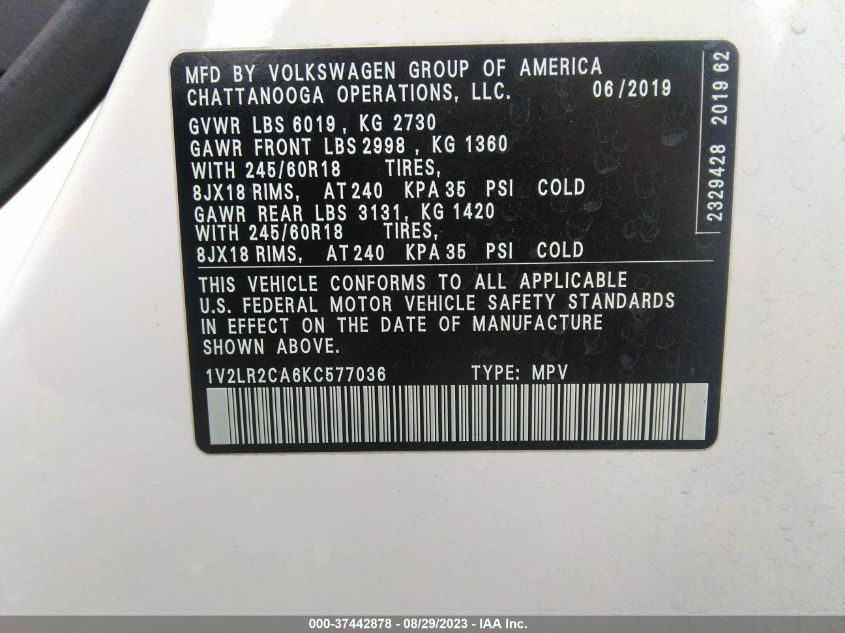 MFD BY VOLKSWAGEN GROUP OF AMERICA
CHATTANOOGA OPERATIONS, LLC. 06/2019
GVWR LBS 6019, KG 2730
GAWR FRONT LBS 2998, KG 1360
WITH 245/60R18 TIRES,
8JX18 RIMS, AT 240 KPA 35 PSI COLD
GAWR REAR LBS 3131, KG 1420
WITH 245/60R18 TIRES,
8JX18 RIMS, AT 240 KPA 35 PSI COLD
THIS VEHICLE CONFORMS TO ALL APPLICABLE
U.S. FEDERAL MOTOR VEHICLE SAFETY STANDARDS
IN EFFECT ON THE DATE OF MANUFACTURE
SHOWN ABOVE.
1V2LR2CA6KC577036 TYPE: MPV
2329428 2019 62
000-37442878 - 08/29/2023 - IAA Inc.